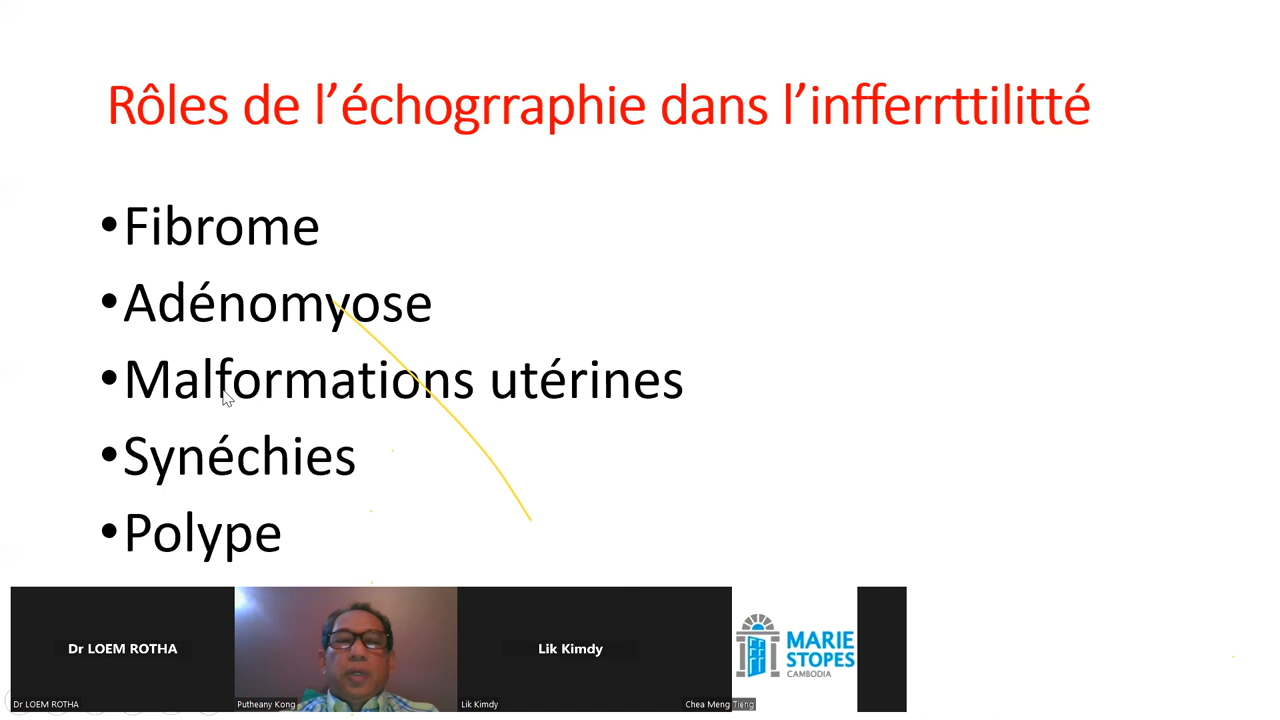 Rôles de l’échogrraphie dans l’infferrttilitté
•Fibrome
•Adénomyose
•Malformations utérines
•Synéchies
•Polype
Dr LOEM ROTHA
Lik Kimdy
MARIE
STOPES
CAMBODIA
Dr LOEM ROTHA
Putheany Kong
Lik Kimdy
Chea Meng Tieng